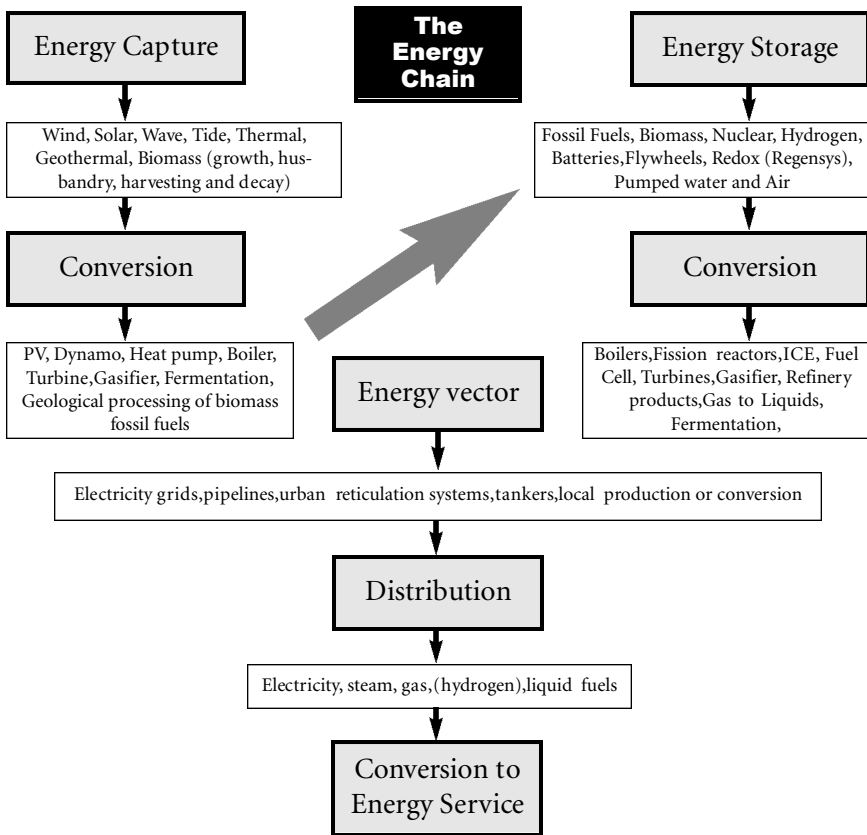 Energy Capture
The
Energy
Chain
Energy Storage
Wind, Solar, Wave, Tide, Thermal,
Geothermal, Biomass (growth, hus-
bandry, harvesting and decay)
Fossil Fuels, Biomass, Nuclear, Hydrogen,
Batteries,Flywheels, Redox (Regensys),
Pumped water and Air
Conversion
Conversion
PV, Dynamo, Heat pump, Boiler,
Turbine,Gasifier, Fermentation,
Geological processing of biomass
fossil fuels
Boilers,Fission reactors,ICE, Fuel
Cell, Turbines,Gasifier, Refinery
products,Gas to Liquids,
Fermentation,
Energy vector
Electricity grids,pipelines,urban reticulation systems,tankers,local production or conversion
Distribution
Electricity, steam, gas,(hydrogen),liquid fuels
Conversion to
Energy Service